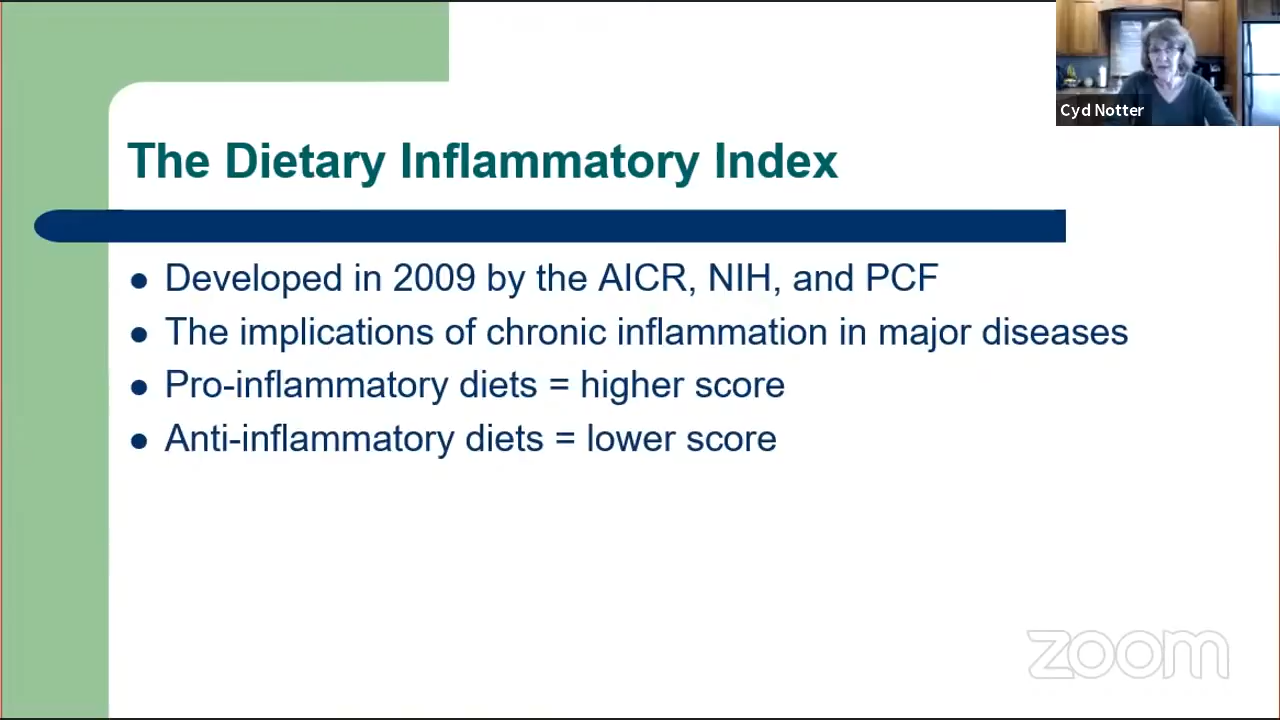 Cyd Notter
The Dietary Inflammatory Index
Developed in 2009 by the AICR, NIH, and PCF
The implications of chronic inflammation in major diseases
Pro-inflammatory diets = higher score
Anti-inflammatory diets = lower score
zoom